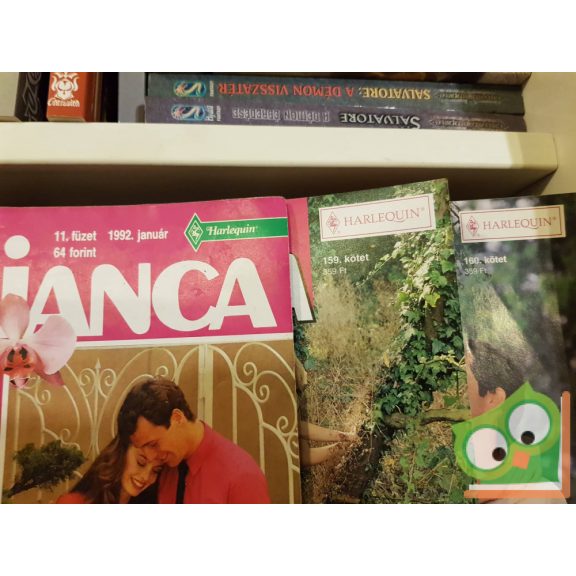 SALVATORE: A DÉMON VISSZATÉR
SALVATORE
A DÉMON ÉBREDÉSE
11. füzet 1992. január
64 forint
Harlequin®
IANCA
HARLEQUIN®
159. kötet
359 Ft
HARLEQUIN®
160. kötet
359 Ft